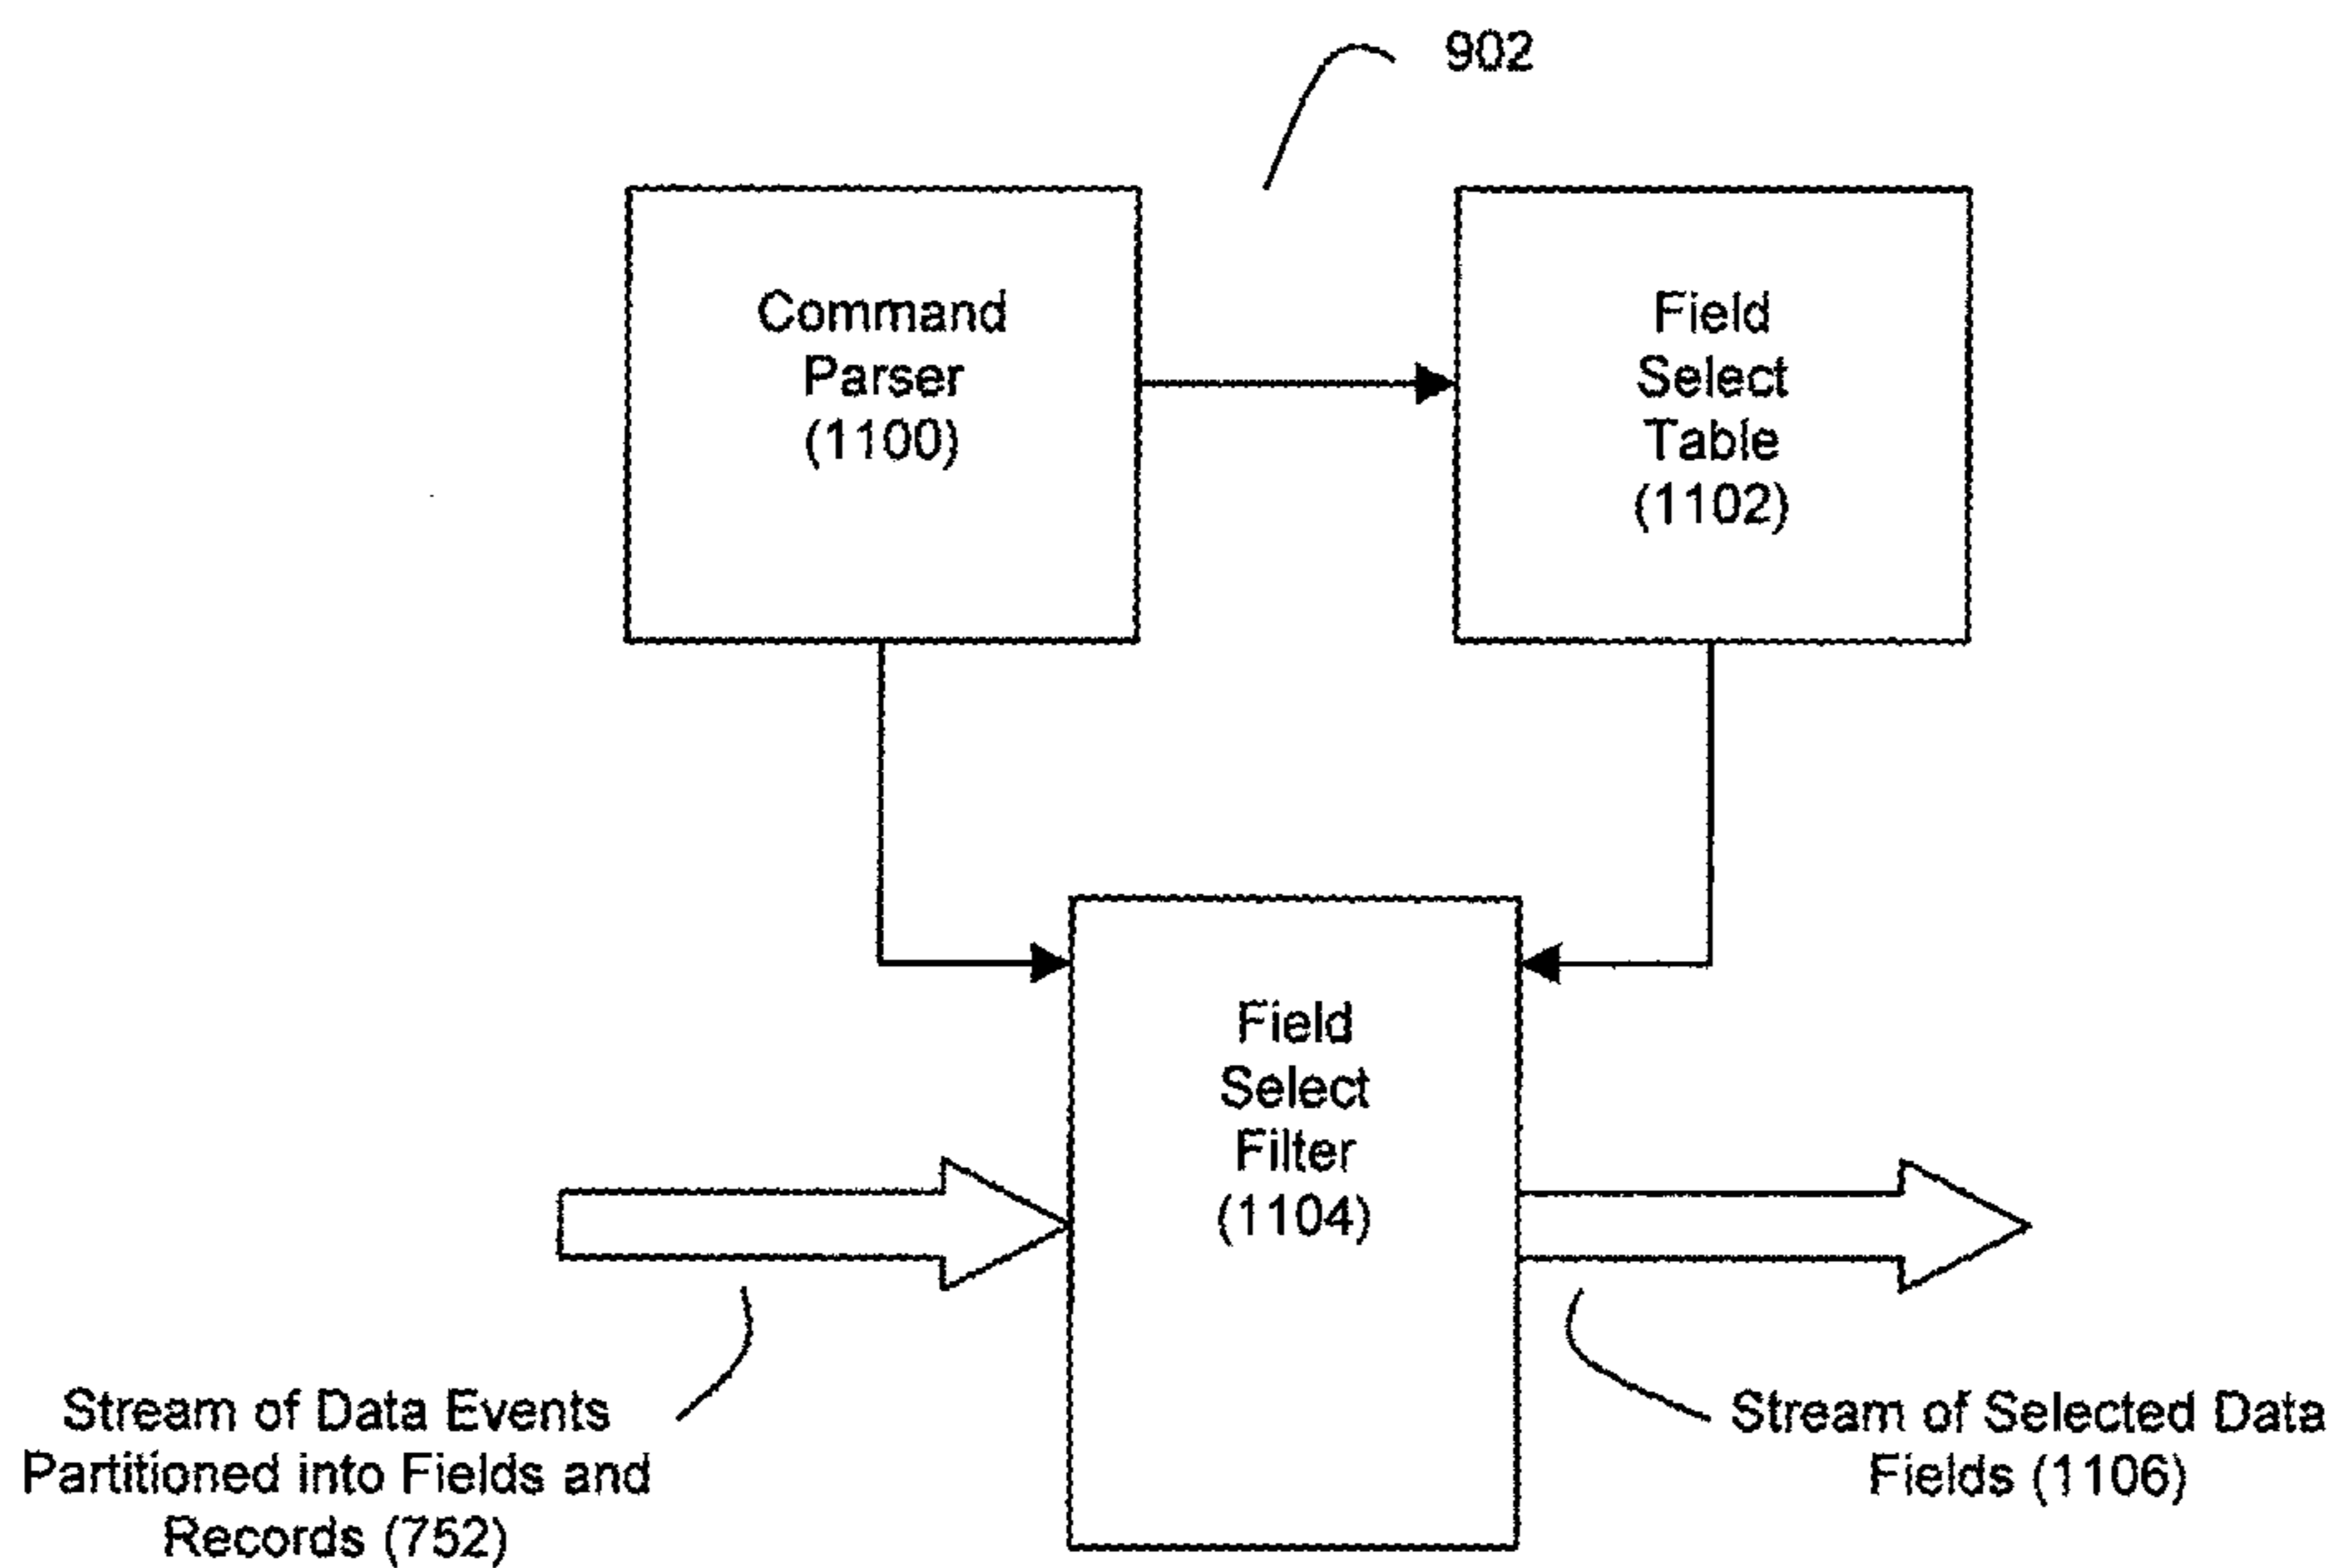 902
Command
Parser
(1100)
Field
Select
Table
(1102)
Field
Select
Filter
(1104)
Stream of Data Events
Partitioned into Fields and
Records (752)
Stream of Selected Data
Fields (1106)